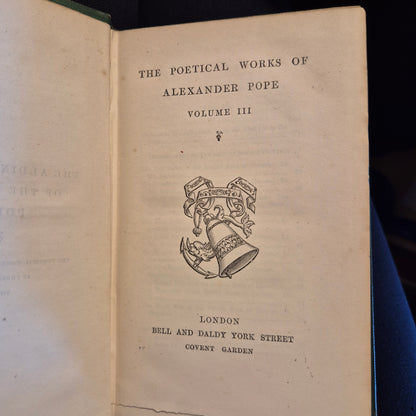 THE POETICAL WORKS OF
ALEXANDER POPE
VOLUME III
LONDON
BELL AND DALDY YORK STREET
COVENT GARDEN